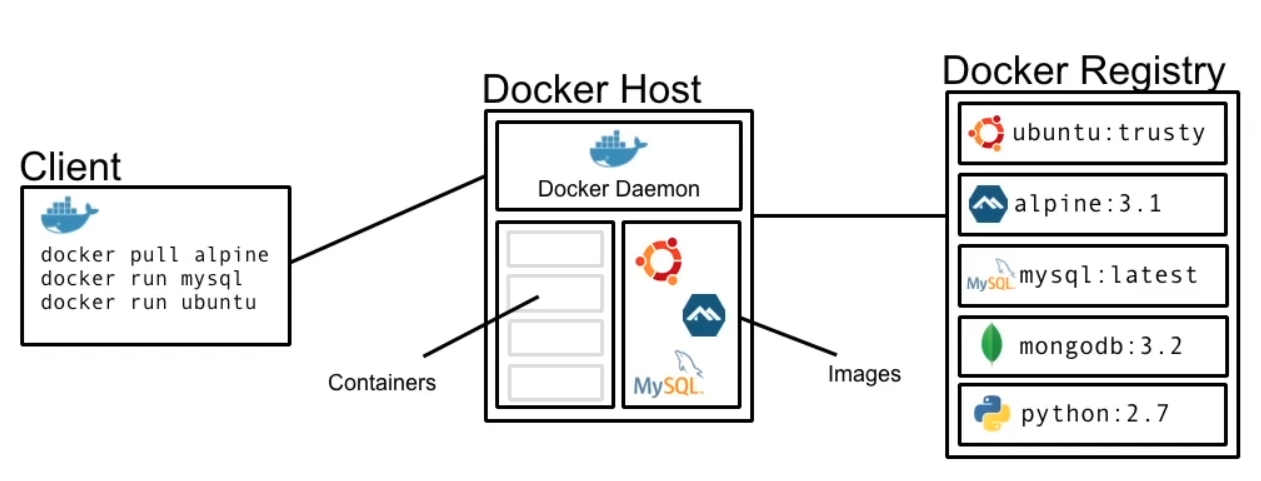 Client
docker pull alpine
docker run mysql
docker run ubuntu
Docker Host
Docker Daemon
Containers
MySQL
Images
Docker Registry
ubuntu:trusty
alpine:3.1
MySQL mysql:latest
mongodb:3.2
python:2.7